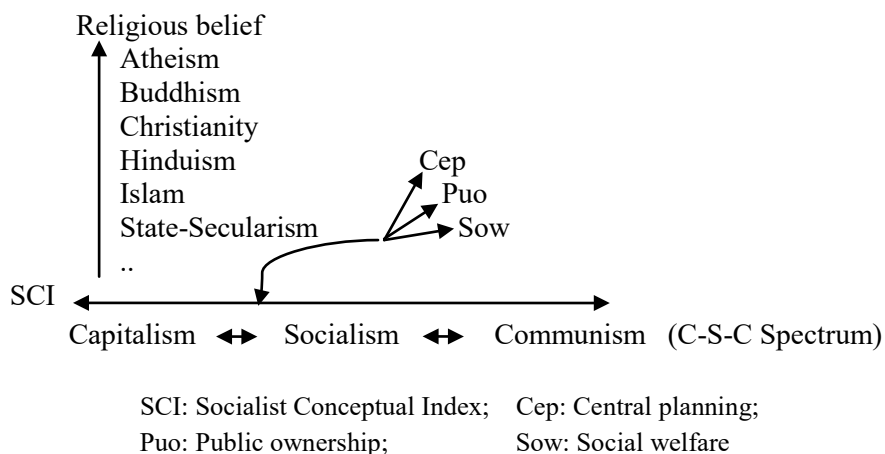 Religious belief
Atheism
Buddhism
Christianity
Hinduism
Cep
Islam
Puo
State-Secularism
Sow
..
SCI
Capitalism Socialism Communism (C-S-C Spectrum)
SCI: Socialist Conceptual Index; Cep: Central planning;
Puo: Public ownership; Sow: Social welfare